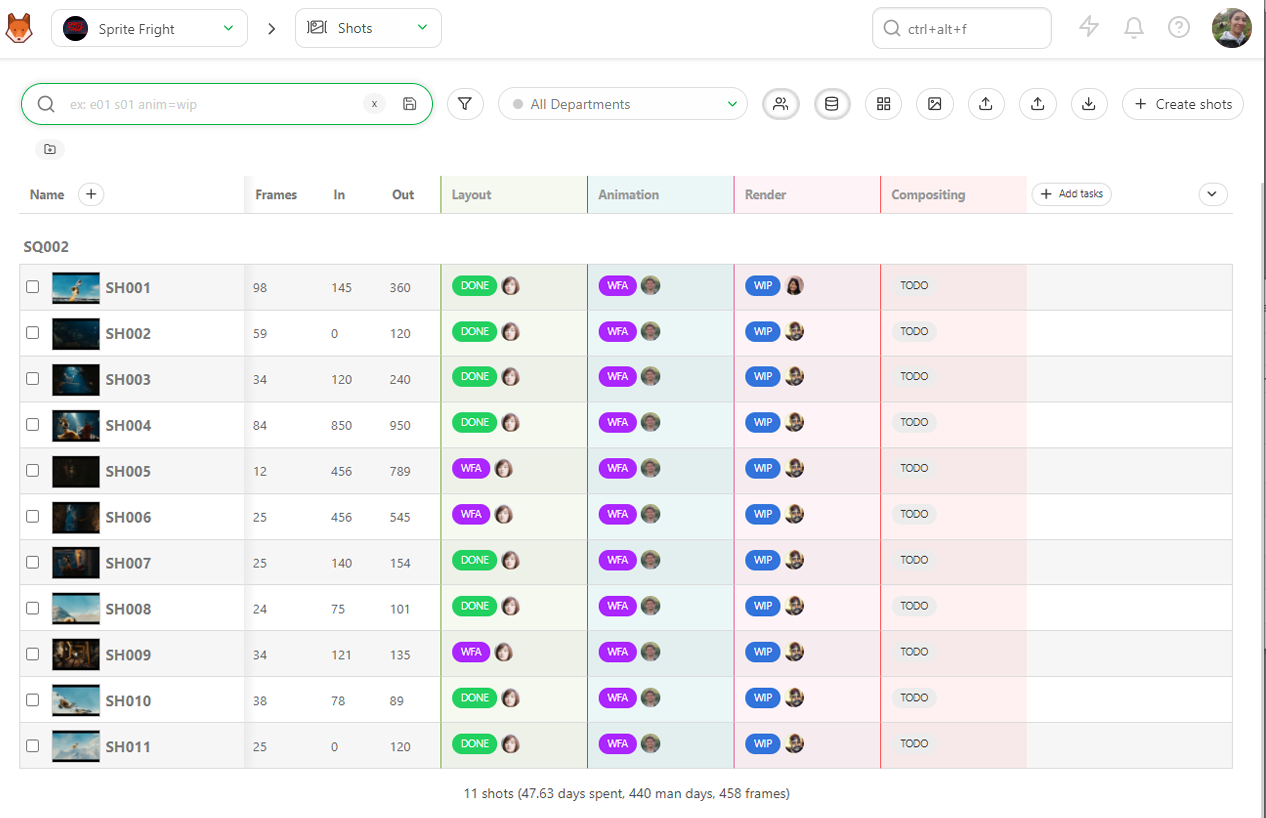 Sprite Fright Shots ctrl+alt+f
ex: e01 s01 anim=wip x All Departments Create shots
Name Frames In Out Layout Animation Render Compositing Add tasks
SQ002
SH001 98 145 360 DONE WFA WIP TODO
SH002 59 0 120 DONE WFA WIP TODO
SH003 34 120 240 DONE WFA WIP TODO
SH004 84 850 950 DONE WFA WIP TODO
SH005 12 456 789 WFA WFA WIP TODO
SH006 25 456 545 WFA WFA WIP TODO
SH007 25 140 154 DONE WFA WIP TODO
SH008 24 75 101 DONE WFA WIP TODO
SH009 34 121 135 WFA WFA WIP TODO
SH010 38 78 89 DONE WFA WIP TODO
SH011 25 0 120 DONE WFA WIP TODO
11 shots (47.63 days spent, 440 man days, 458 frames)